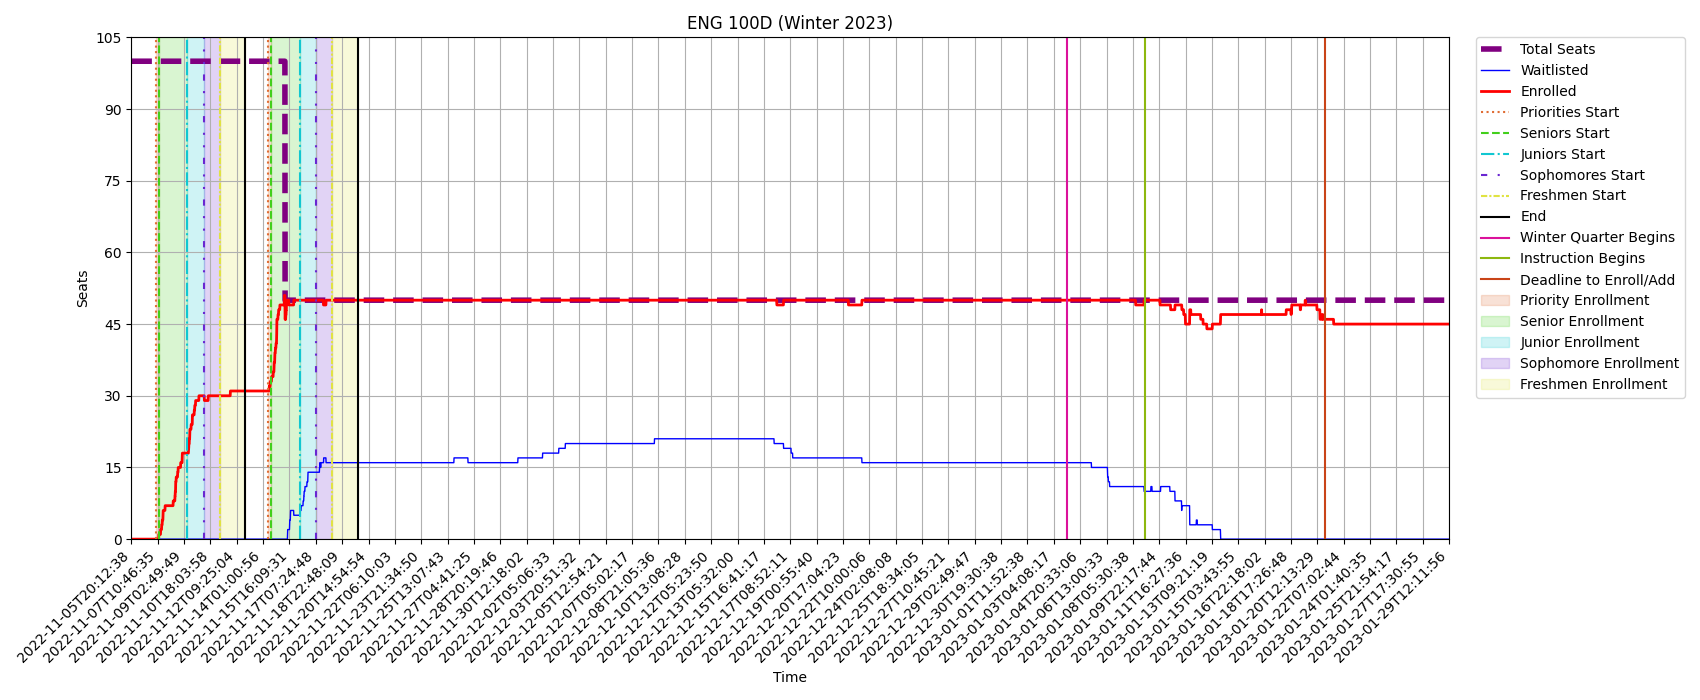 ENG 100D (Winter 2023)
105
90
75
60
45
30
15
0
Seats
2022-11-05T20:12:38
2022-11-07T10:46:35
2022-11-09T02:49:49
2022-11-10T18:03:58
2022-11-12T09:25:04
2022-11-14T01:00:56
2022-11-15T16:09:31
2022-11-17T07:24:48
2022-11-18T22:48:09
2022-11-20T14:54:54
2022-11-22T06:10:03
2022-11-23T21:34:50
2022-11-25T13:07:43
2022-11-27T04:41:25
2022-11-28T20:19:46
2022-11-30T12:18:02
2022-12-02T05:06:33
2022-12-03T20:51:32
2022-12-05T12:54:21
2022-12-07T05:02:17
2022-12-08T21:05:36
2022-12-10T13:08:28
2022-12-12T05:23:50
2022-12-13T05:32:00
2022-12-15T16:41:17
2022-12-17T08:52:11
2022-12-19T00:55:40
2022-12-20T17:04:23
2022-12-22T10:00:06
2022-12-24T02:08:08
2022-12-25T18:34:05
2022-12-27T10:45:21
2022-12-29T02:49:47
2022-12-30T19:30:38
2023-01-01T11:52:38
2023-01-03T04:08:17
2023-01-04T20:33:06
2023-01-06T13:00:33
2023-01-08T05:30:38
2023-01-09T22:17:44
2023-01-11T16:27:36
2023-01-13T09:21:19
2023-01-15T03:43:55
2023-01-16T22:18:02
2023-01-18T17:26:48
2023-01-20T12:13:29
2023-01-22T07:02:44
2023-01-24T01:40:35
2023-01-25T21:54:17
2023-01-27T17:30:55
2023-01-29T12:11:56
Time
Total Seats
Waitlisted
Enrolled
Priorities Start
Seniors Start
Juniors Start
Sophomores Start
Freshmen Start
End
Winter Quarter Begins
Instruction Begins
Deadline to Enroll/Add
Priority Enrollment
Senior Enrollment
Junior Enrollment
Sophomore Enrollment
Freshmen Enrollment